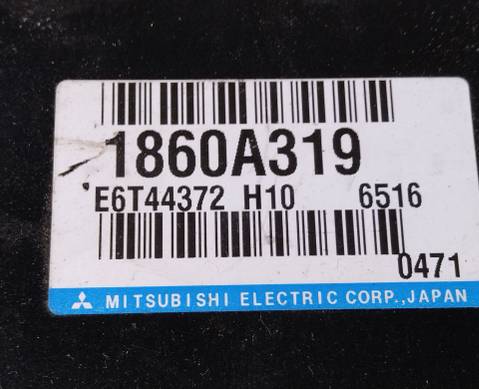 1860A319
E6T44372 H10 6516
0471
MITSUBISHI ELECTRIC CORP.,JAPAN